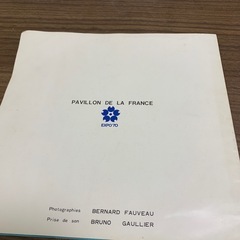 PAVILLON DE LA FRANCE
EXPO'70
Photographies BERNARD FAUVEAU
Prise de son BRUNO GAULLIER